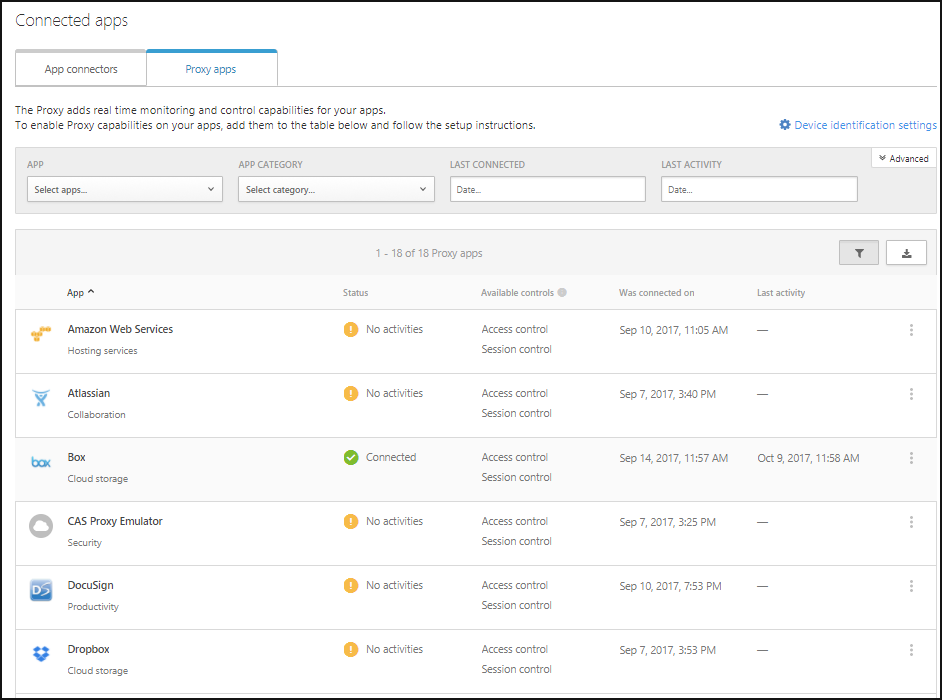 Connected apps
App connectors
Proxy apps
The Proxy adds real time monitoring and control capabilities for your apps.
To enable Proxy capabilities on your apps, add them to the table below and follow the setup instructions.
Device identification settings
Advanced
APP
APP CATEGORY
LAST CONNECTED
LAST ACTIVITY
Select apps...
Select category...
Date...
Date...
1 - 18 of 18 Proxy apps
App
Status
Available controls
Was connected on
Last activity
Amazon Web Services
Hosting services
No activities
Access control
Session control
Sep 10, 2017, 11:05 AM
—
Atlassian
Collaboration
No activities
Access control
Session control
Sep 7, 2017, 3:40 PM
—
box
Box
Cloud storage
Connected
Access control
Session control
Sep 14, 2017, 11:57 AM
Oct 9, 2017, 11:58 AM
CAS Proxy Emulator
Security
No activities
Access control
Session control
Sep 7, 2017, 3:25 PM
—
DS
DocuSign
Productivity
No activities
Access control
Session control
Sep 10, 2017, 7:53 PM
—
Dropbox
Cloud storage
No activities
Access control
Session control
Sep 7, 2017, 3:53 PM
—